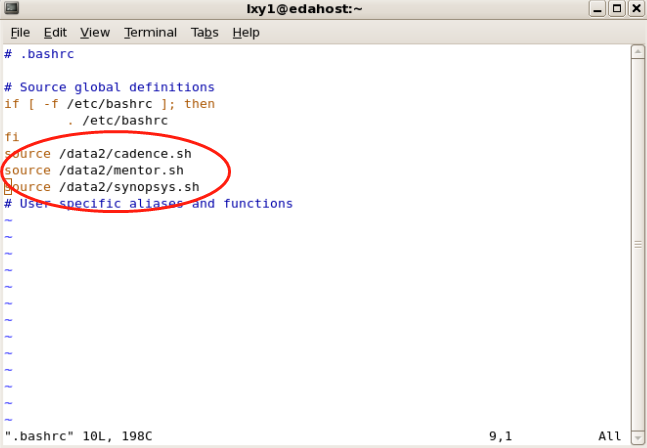 lxy1@edahost:~
File Edit View Terminal Tabs Help
# .bashrc
# Source global definitions
if [ -f /etc/bashrc ]; then
        . /etc/bashrc
fi
source /data2/cadence.sh
source /data2/mentor.sh
source /data2/synopsys.sh
# User specific aliases and functions
~
~
~
~
~
~
~
~
~
~
~
~
~
".bashrc" 10L, 198C 9,1 All